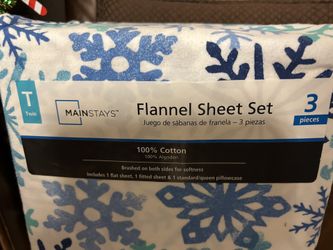 T
Twin
MAINSTAYS™
Flannel Sheet Set
Juego de sábanas de franela – 3 piezas
3
pieces
100% Cotton
100% Algodón
Brushed on both sides for softness
Includes 1 flat sheet, 1 fitted sheet & 1 standard/queen pillowcase